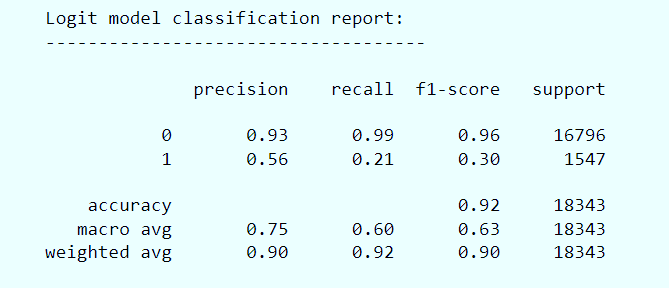 Logit model classification report:
------------------------------------
precision recall f1-score support
0 0.93 0.99 0.96 16796
1 0.56 0.21 0.30 1547
accuracy 0.92 18343
macro avg 0.75 0.60 0.63 18343
weighted avg 0.90 0.92 0.90 18343